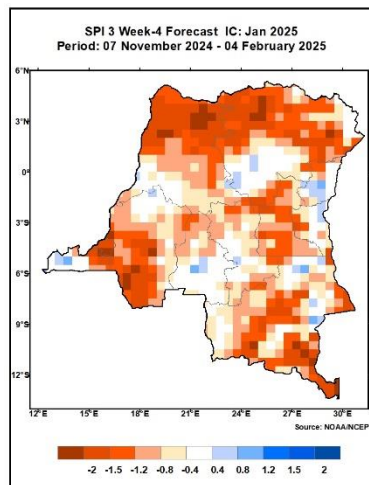 SPI 3 Week-4 Forecast IC: Jan 2025
Period: 07 November 2024 - 04 February 2025
6°N
3°N
0°
3°S
6°S
9°S
12°S
12°E
15°E
18°E
21°E
24°E
27°E
30°E
Source: NOAA/NCEP
-2 -1.5 -1.2 -0.8 -0.4 0.4 0.8 1.2 1.5 2